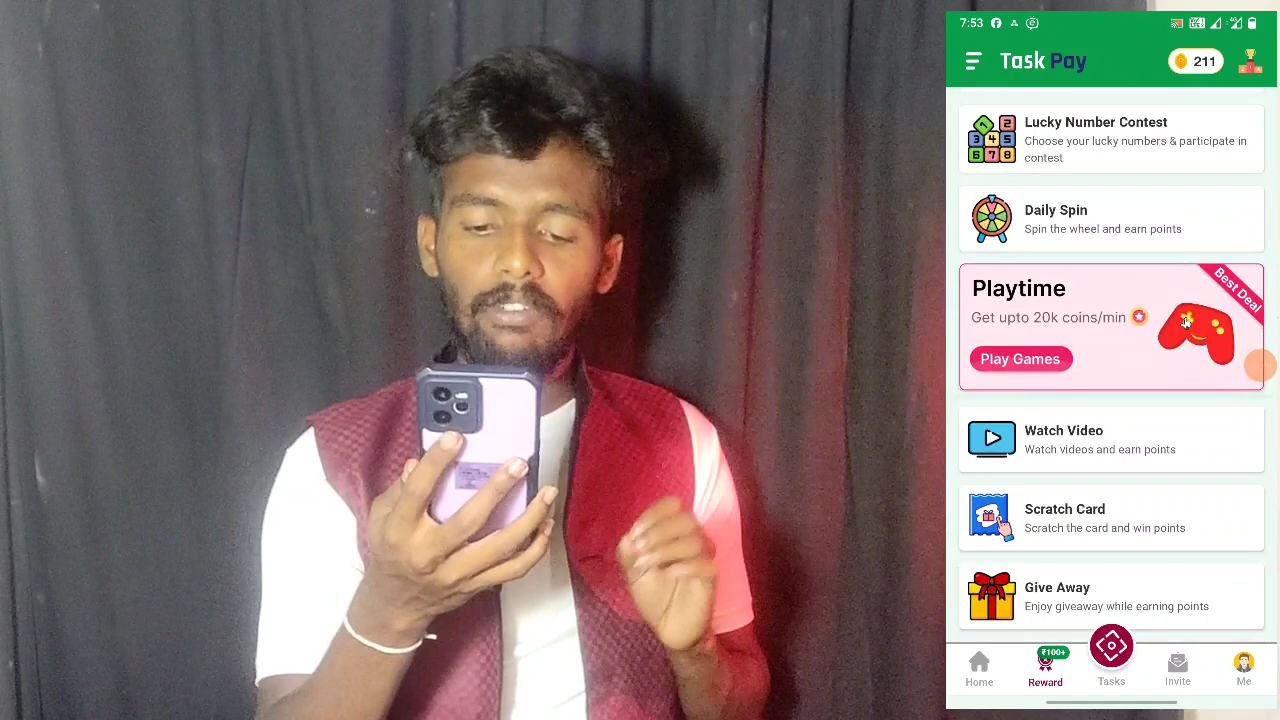 7:53
Task Pay
211
Lucky Number Contest
Choose your lucky numbers & participate in
contest
Daily Spin
Spin the wheel and earn points
Best Deal
Playtime
Get upto 20k coins/min
Play Games
Watch Video
Watch videos and earn points
Scratch Card
Scratch the card and win points
Give Away
Enjoy giveaway while earning points
₹100+
Home
Reward
Tasks
Invite
Me